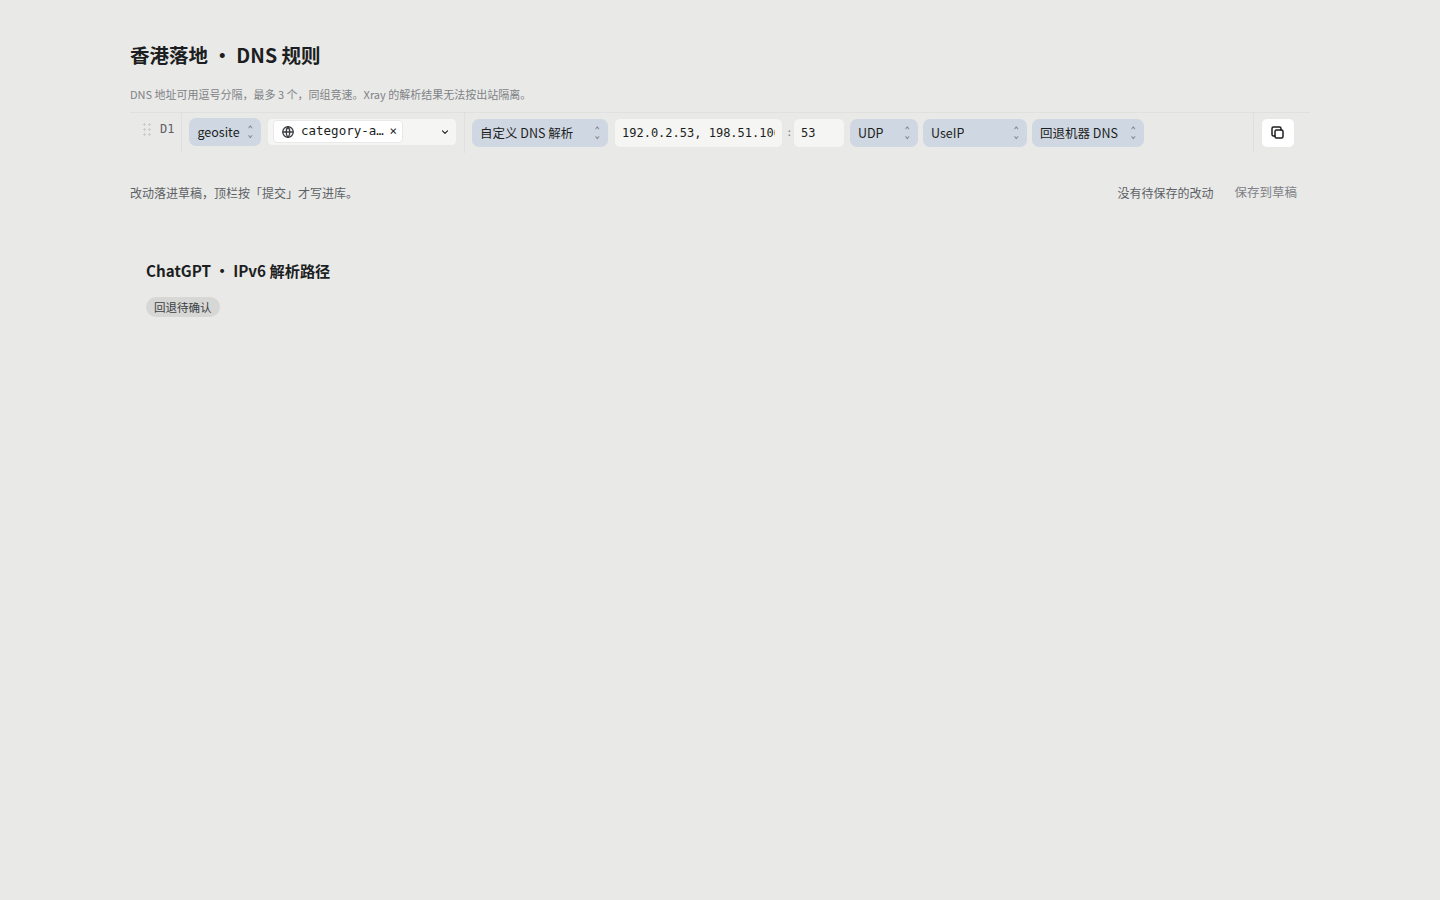 香港落地 · DNS 规则
DNS 地址可用逗号分隔，最多 3 个，同组竞速。Xray 的解析结果无法按出站隔离。
D1 geosite category-a… × 自定义 DNS 解析 192.0.2.53, 198.51.10 : 53 UDP UseIP 回退机器 DNS
改动落进草稿，顶栏按「提交」才写进库。 没有待保存的改动 保存到草稿
ChatGPT · IPv6 解析路径
回退待确认